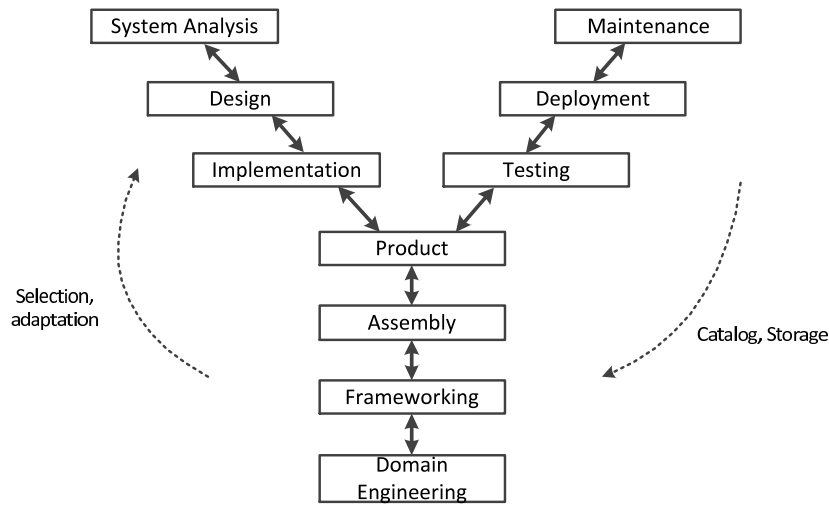 System Analysis
Maintenance
Design
Deployment
Implementation
Testing
Product
Selection,
adaptation
Assembly
Catalog, Storage
Frameworking
Domain
Engineering